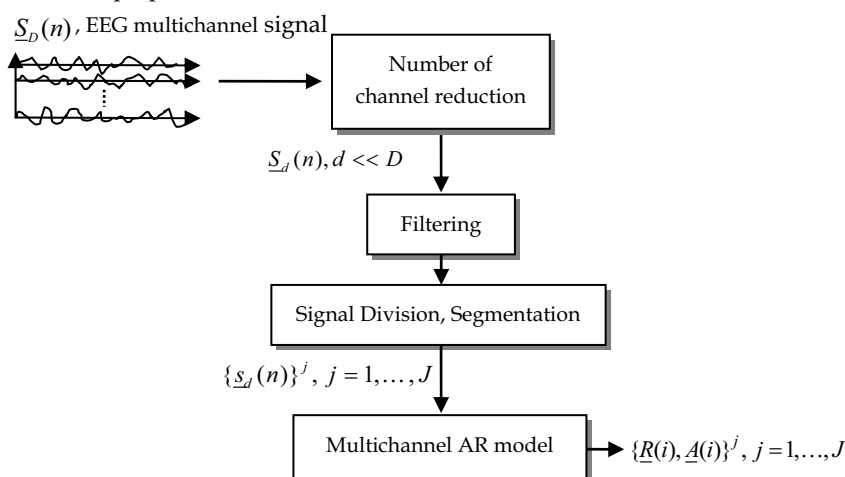 S_D(n), EEG multichannel signal
Number of
channel reduction
S_d(n), d << D
Filtering
Signal Division, Segmentation
{s_d(n)}^j, j = 1,…, J
Multichannel AR model
{R(i), A(i)}^j, j = 1,…, J